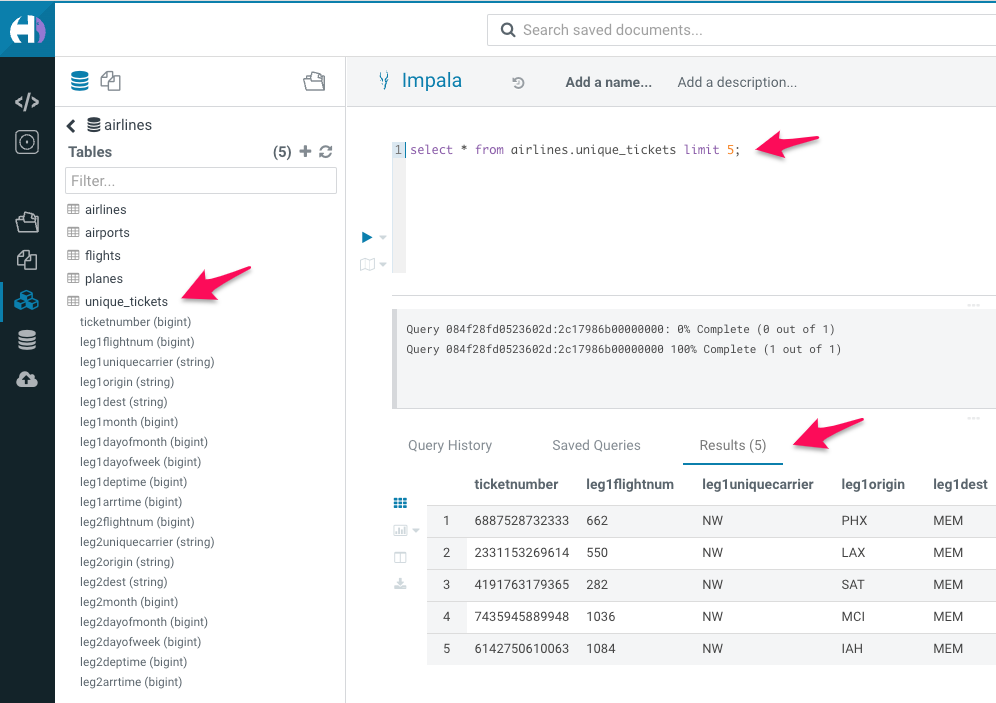 Search saved documents...
Impala
Add a name...
Add a description...
airlines
Tables (5)
Filter...
airlines
airports
flights
planes
unique_tickets
ticketnumber (bigint)
leg1flightnum (bigint)
leg1uniquecarrier (string)
leg1origin (string)
leg1dest (string)
leg1month (bigint)
leg1dayofmonth (bigint)
leg1dayofweek (bigint)
leg1deptime (bigint)
leg1arrtime (bigint)
leg2flightnum (bigint)
leg2uniquecarrier (string)
leg2origin (string)
leg2dest (string)
leg2month (bigint)
leg2dayofmonth (bigint)
leg2dayofweek (bigint)
leg2deptime (bigint)
leg2arrtime (bigint)
1 select * from airlines.unique_tickets limit 5;
Query 084f28fd0523602d:2c17986b00000000: 0% Complete (0 out of 1)
Query 084f28fd0523602d:2c17986b00000000 100% Complete (1 out of 1)
Query History Saved Queries Results (5)
ticketnumber leg1flightnum leg1uniquecarrier leg1origin leg1dest
1 6887528732333 662 NW PHX MEM
2 2331153269614 550 NW LAX MEM
3 4191763179365 282 NW SAT MEM
4 7435945889948 1036 NW MCI MEM
5 6142750610063 1084 NW IAH MEM